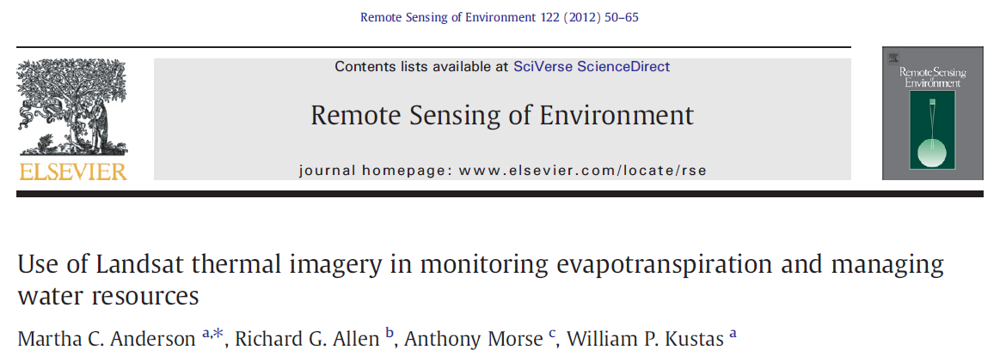 Remote Sensing of Environment 122 (2012) 50–65
Contents lists available at SciVerse ScienceDirect
Remote Sensing of Environment
journal homepage: www.elsevier.com/locate/rse
ELSEVIER
Remote Sensing
of
Environment
Use of Landsat thermal imagery in monitoring evapotranspiration and managing
water resources
Martha C. Anderson a,*, Richard G. Allen b, Anthony Morse c, William P. Kustas a